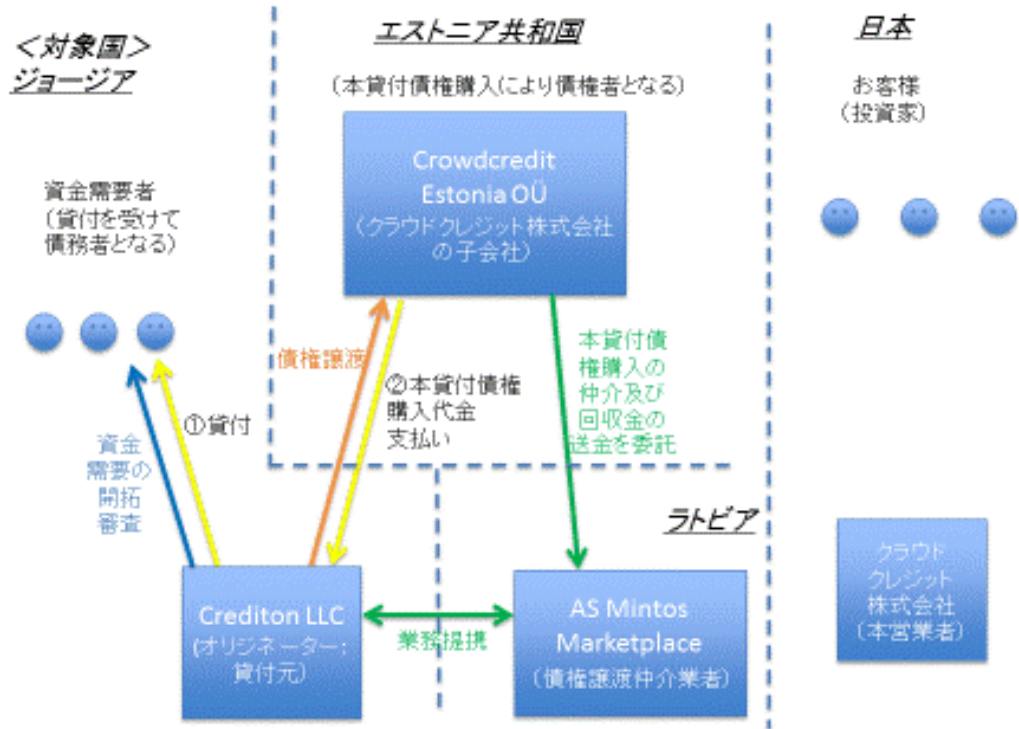 ＜対象国＞
ジョージア
資金需要者
（貸付を受けて
債務者となる）
①貸付
資金
需要の
開拓
審査
Crediton LLC
(オリジネーター；
貸付元）
エストニア共和国
（本貸付債権購入により債権者となる）
Crowdcredit
Estonia OÜ
（クラウドクレジット株式会社
の子会社）
債権譲渡
②本貸付債権
購入代金
支払い
本貸付債
権購入の
仲介及び
回収金の
送金を委託
業務提携
ラトビア
AS Mintos
Marketplace
（債権譲渡仲介業者）
日本
お客様
（投資家）
クラウド
クレジット
株式会社
（本営業者）